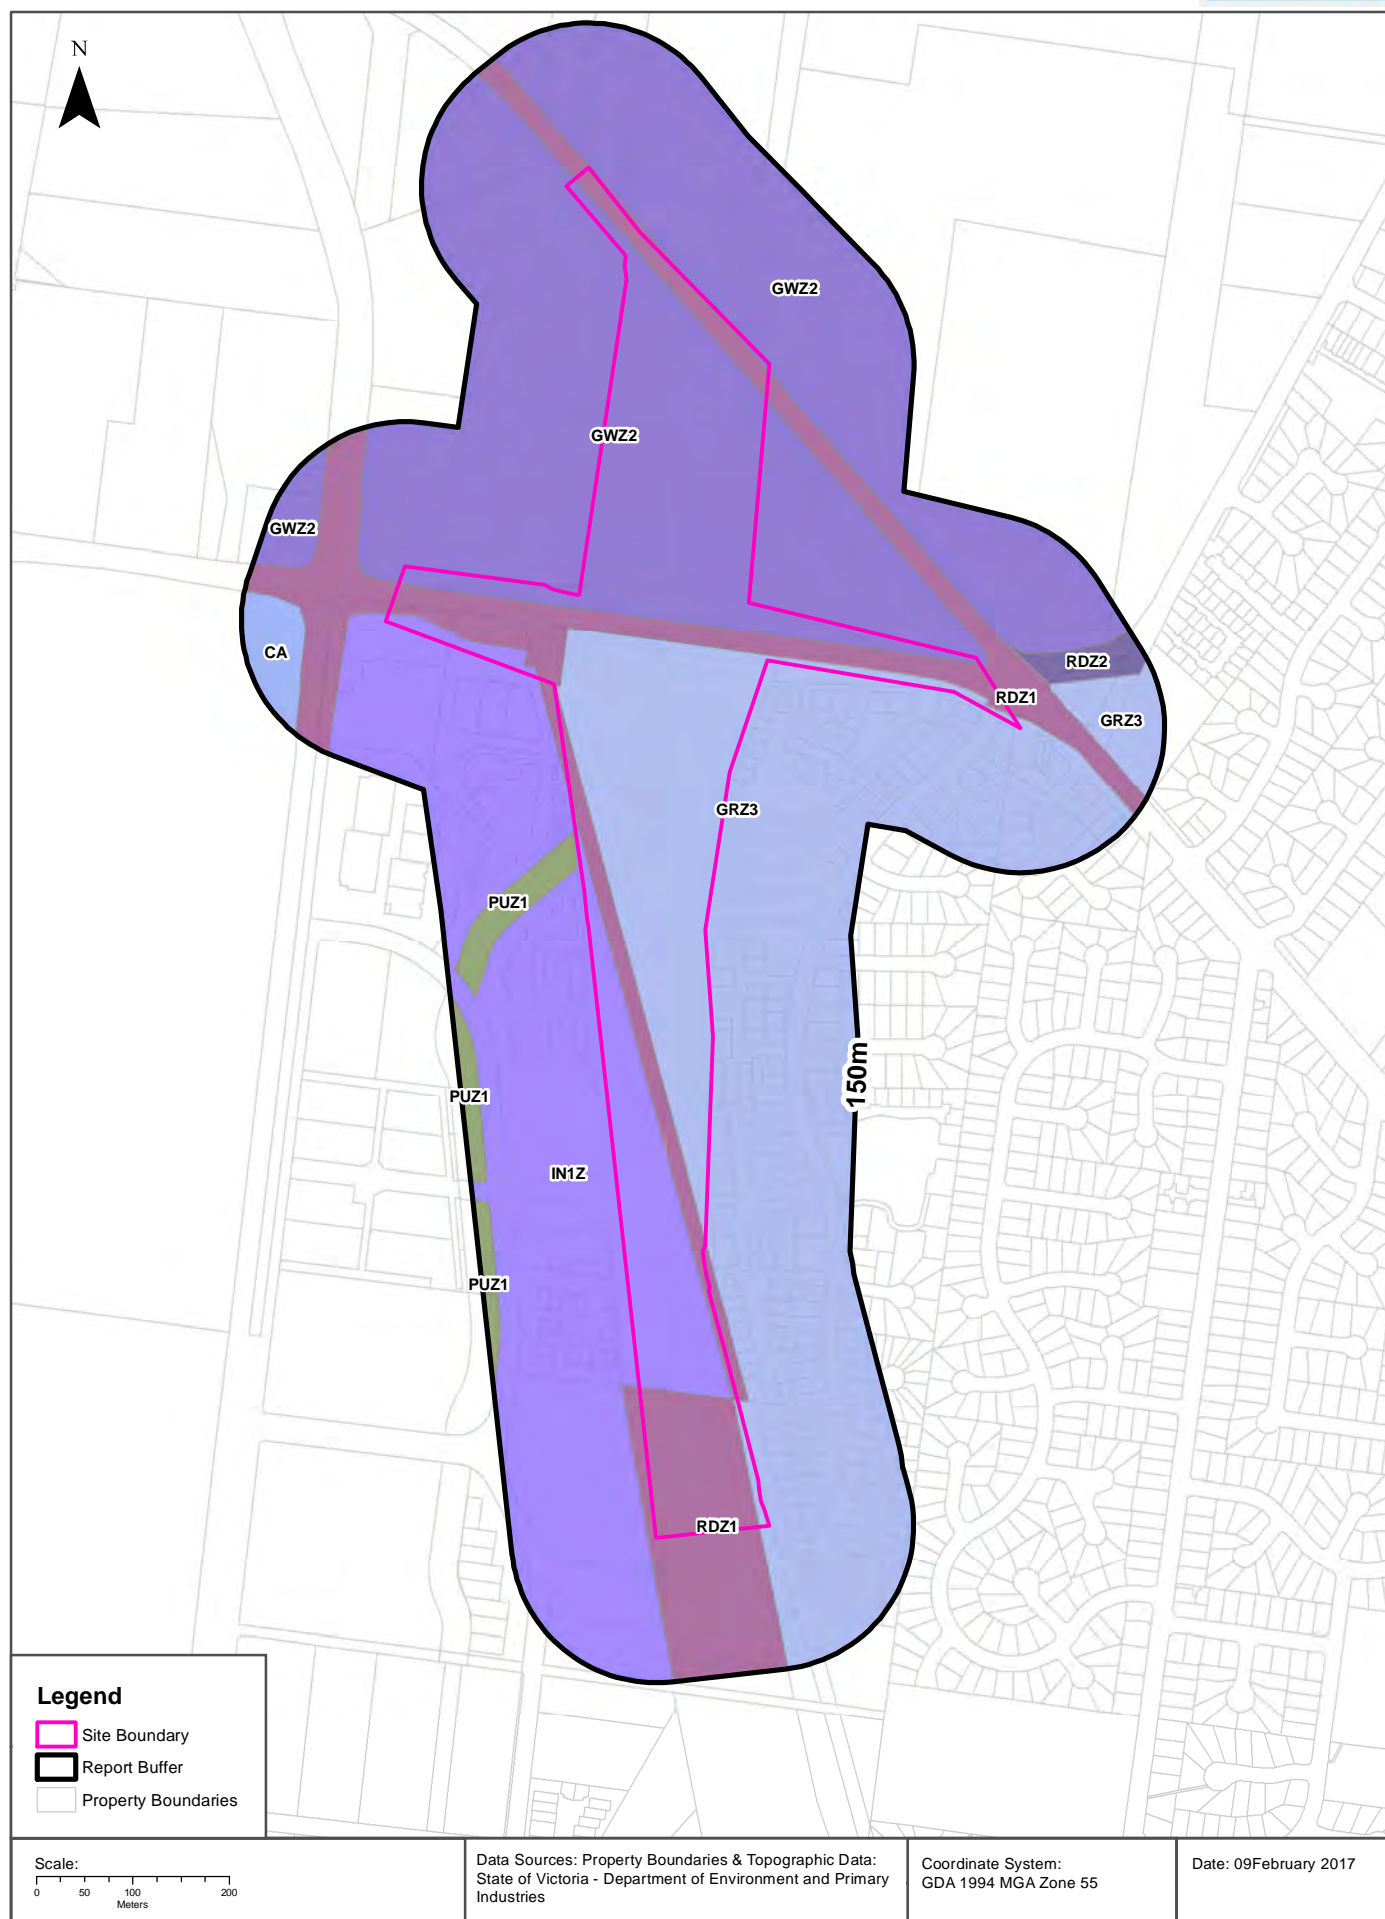 N
GWZ2
GWZ2
GWZ2
CA
RDZ2
RDZ1
GRZ3
GRZ3
PUZ1
150m
PUZ1
IN1Z
PUZ1
RDZ1
Legend
Site Boundary
Report Buffer
Property Boundaries
Scale:
0 50 100 200
Meters
Data Sources: Property Boundaries & Topographic Data:
State of Victoria - Department of Environment and Primary
Industries
Coordinate System:
GDA 1994 MGA Zone 55
Date: 09February 2017